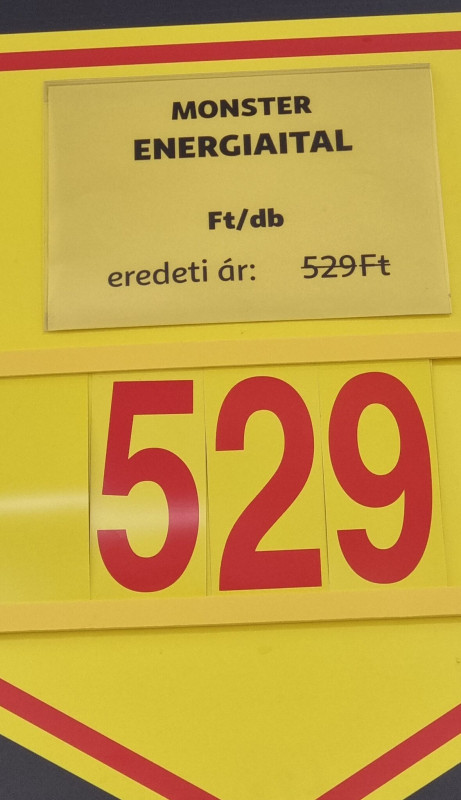 MONSTER
ENERGIAITAL
Ft/db
eredeti ár: 529Ft
529